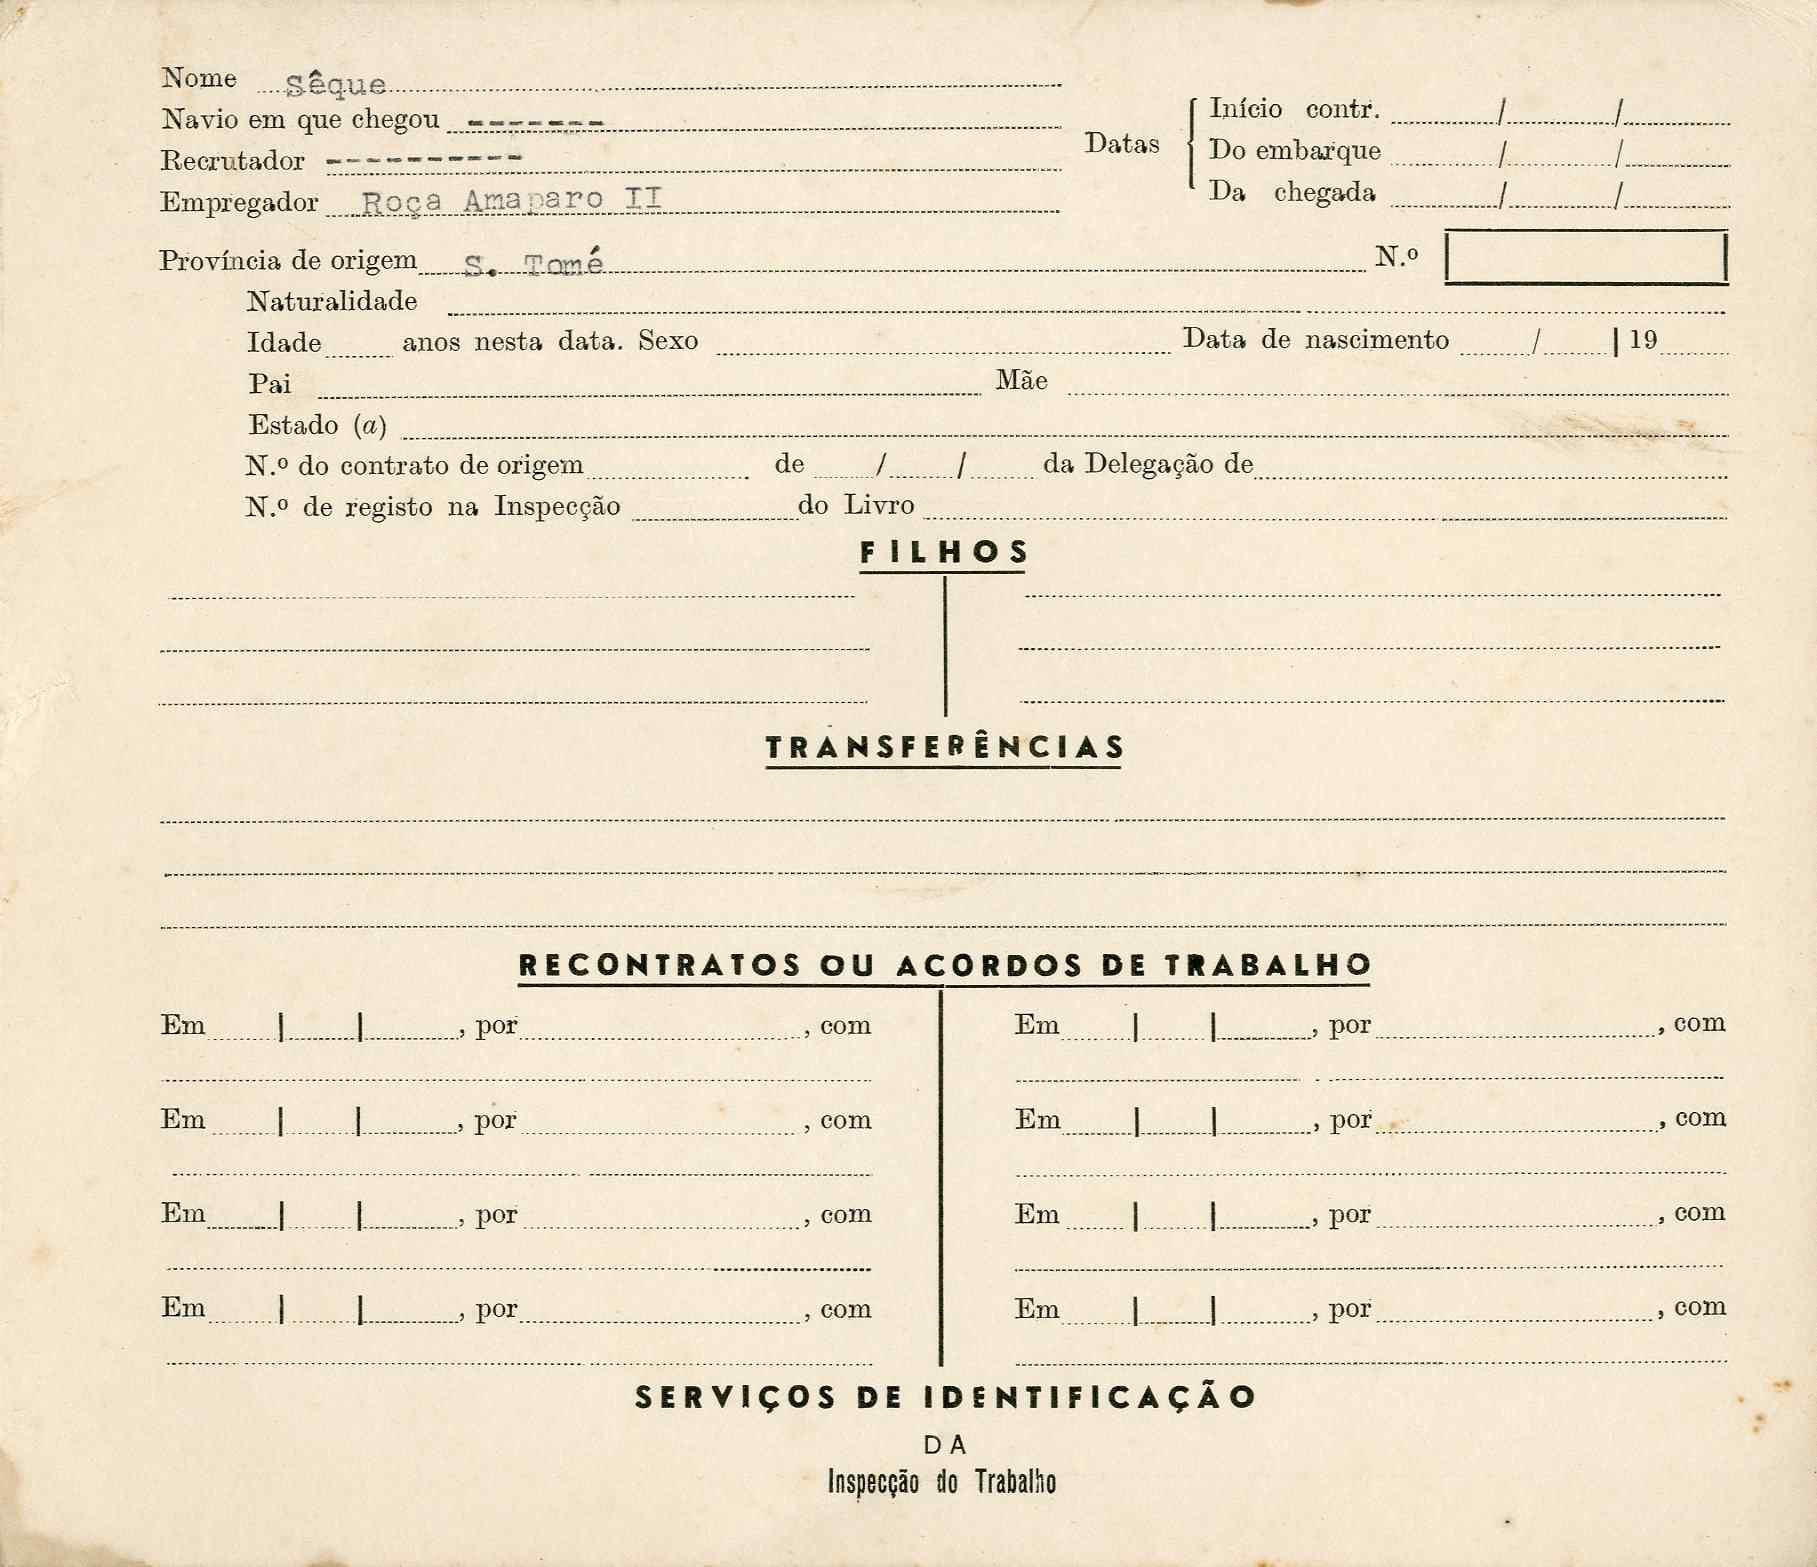 Nome Sêque
Navio em que chegou -------
Recrutador ----------
Empregador Roça Amaparo II
Datas
Início contr. / /
Do embarque / /
Da chegada / /
Província de origem S. Tomé N.º
Naturalidade
Idade anos nesta data. Sexo Data de nascimento / | 19
Pai Mãe
Estado (a)
N.º do contrato de origem de / / da Delegação de
N.º de registo na Inspecção do Livro
FILHOS
TRANSFERÊNCIAS
RECONTRATOS OU ACORDOS DE TRABALHO
Em | | , por , com Em | | , por , com
Em | | , por , com Em | | , por , com
Em | | , por , com Em | | , por , com
Em | | , por , com Em | | , por , com
SERVIÇOS DE IDENTIFICAÇÃO
DA
Inspecção do Trabalho